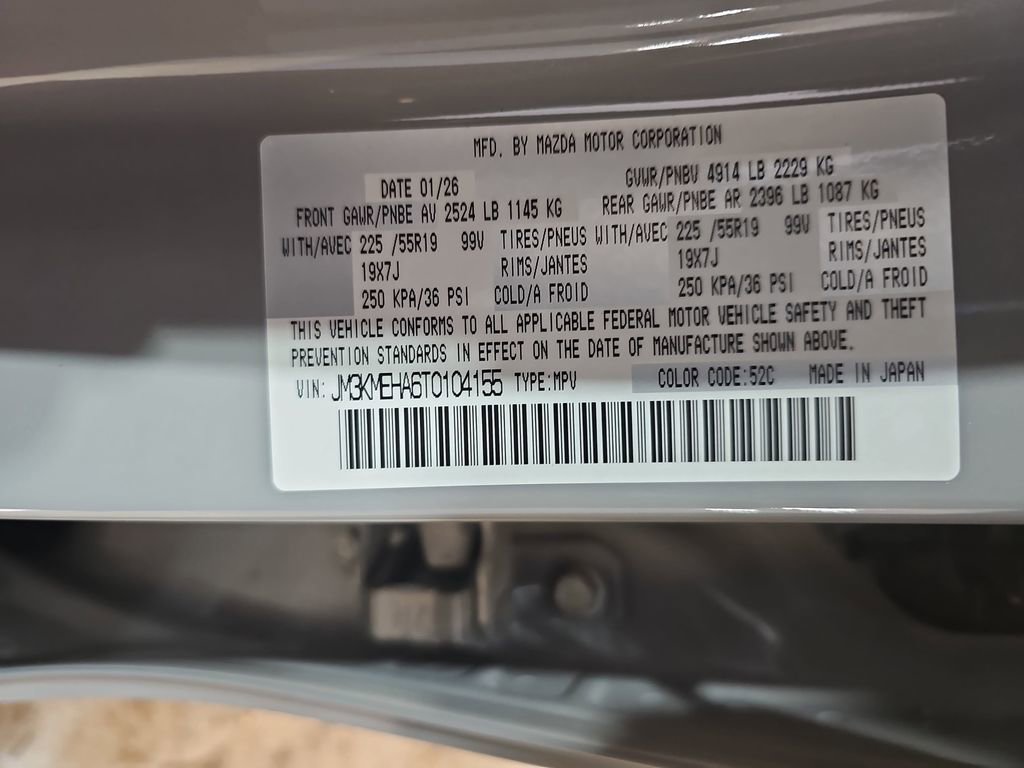 MFD. BY MAZDA MOTOR CORPORATION
DATE 01/26 GVWR/PNBV 4914 LB 2229 KG
FRONT GAWR/PNBE AV 2524 LB 1145 KG REAR GAWR/PNBE AR 2396 LB 1087 KG
WITH/AVEC 225 /55R19 99V TIRES/PNEUS WITH/AVEC 225 /55R19 99V TIRES/PNEUS
19X7J RIMS/JANTES 19X7J RIMS/JANTES
250 KPA/36 PSI COLD/A FROID 250 KPA/36 PSI COLD/A FROID
THIS VEHICLE CONFORMS TO ALL APPLICABLE FEDERAL MOTOR VEHICLE SAFETY AND THEFT
PREVENTION STANDARDS IN EFFECT ON THE DATE OF MANUFACTURE SHOWN ABOVE.
VIN: JM3KMEHA6T0104155 TYPE:MPV COLOR CODE:52C MADE IN JAPAN